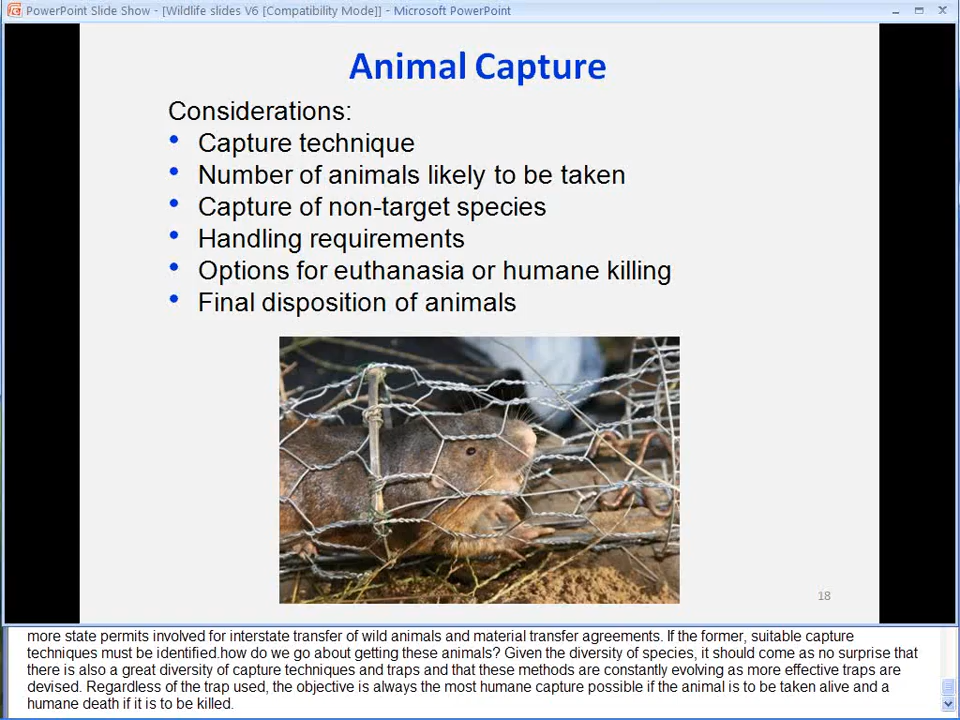 PowerPoint Slide Show - [Wildlife slides V6 [Compatibility Mode]] - Microsoft PowerPoint
Animal Capture
Considerations:
• Capture technique
• Number of animals likely to be taken
• Capture of non-target species
• Handling requirements
• Options for euthanasia or humane killing
• Final disposition of animals
18
more state permits involved for interstate transfer of wild animals and material transfer agreements. If the former, suitable capture
techniques must be identified.how do we go about getting these animals? Given the diversity of species, it should come as no surprise that
there is also a great diversity of capture techniques and traps and that these methods are constantly evolving as more effective traps are
devised. Regardless of the trap used, the objective is always the most humane capture possible if the animal is to be taken alive and a
humane death if it is to be killed.